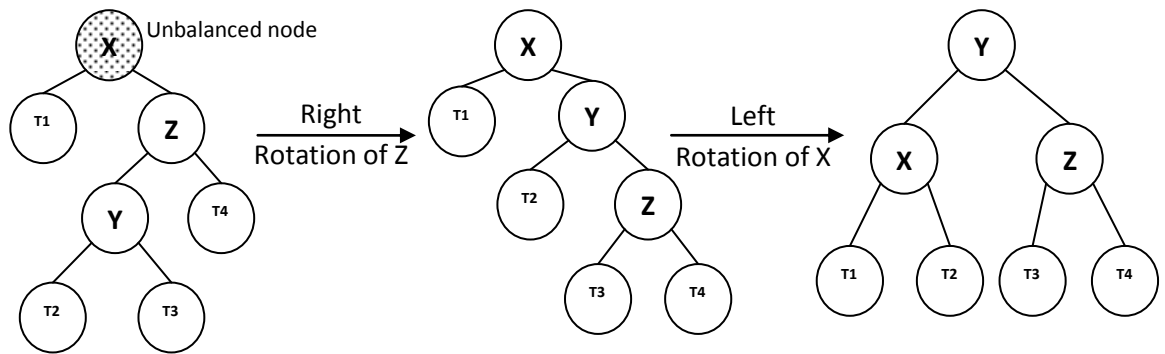 X
Unbalanced node
T1
Z
Y
T4
T2
T3
Right
Rotation of Z
X
T1
Y
T2
Z
T3
T4
Left
Rotation of X
Y
X
Z
T1
T2
T3
T4